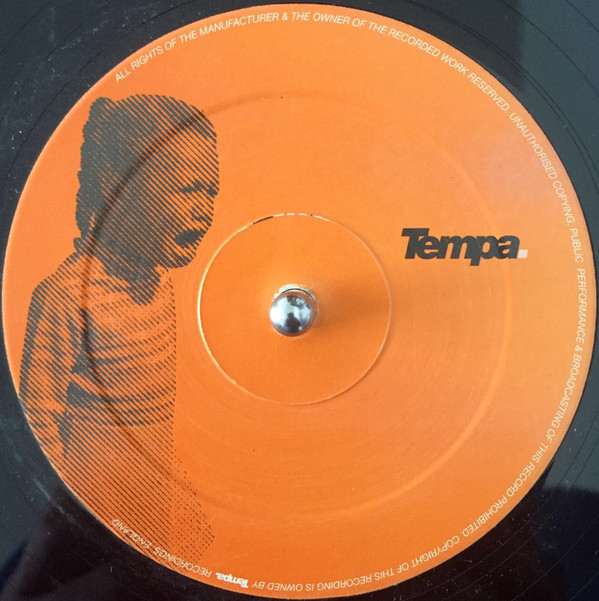 ALL RIGHTS OF THE MANUFACTURER & THE OWNER OF THE RECORDED WORK RESERVED. UNAUTHORISED COPYING, PUBLIC PERFORMANCE & BROADCASTING OF THIS RECORD PROHIBITED. COPYRIGHT OF THIS RECORDING IS OWNED BY Tempa. RECORDINGS. ENGLAND
Tempa.